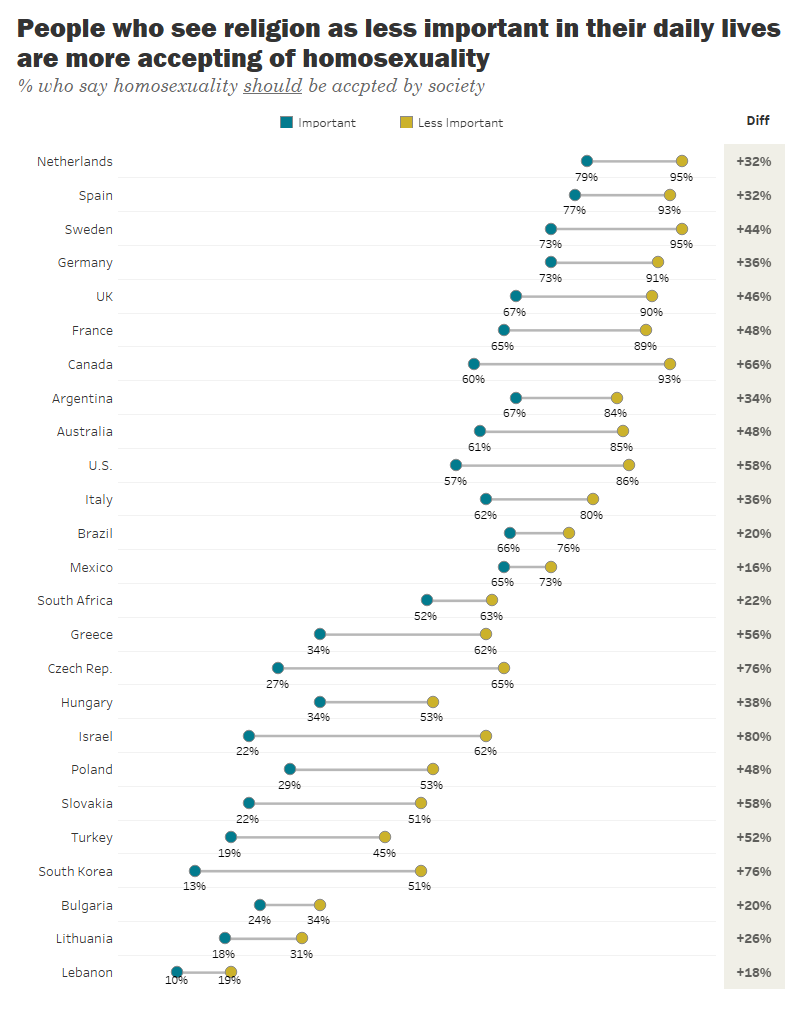 People who see religion as less important in their daily lives
are more accepting of homosexuality
% who say homosexuality should be accpted by society
Important Less Important Diff
Netherlands +32%
79% 95%
Spain +32%
77% 93%
Sweden +44%
73% 95%
Germany +36%
73% 91%
UK +46%
67% 90%
France +48%
65% 89%
Canada +66%
60% 93%
Argentina +34%
67% 84%
Australia +48%
61% 85%
U.S. +58%
57% 86%
Italy +36%
62% 80%
Brazil +20%
66% 76%
Mexico +16%
65% 73%
South Africa +22%
52% 63%
Greece +56%
34% 62%
Czech Rep. +76%
27% 65%
Hungary +38%
34% 53%
Israel +80%
22% 62%
Poland +48%
29% 53%
Slovakia +58%
22% 51%
Turkey +52%
19% 45%
South Korea +76%
13% 51%
Bulgaria +20%
24% 34%
Lithuania +26%
18% 31%
Lebanon +18%
10% 19%